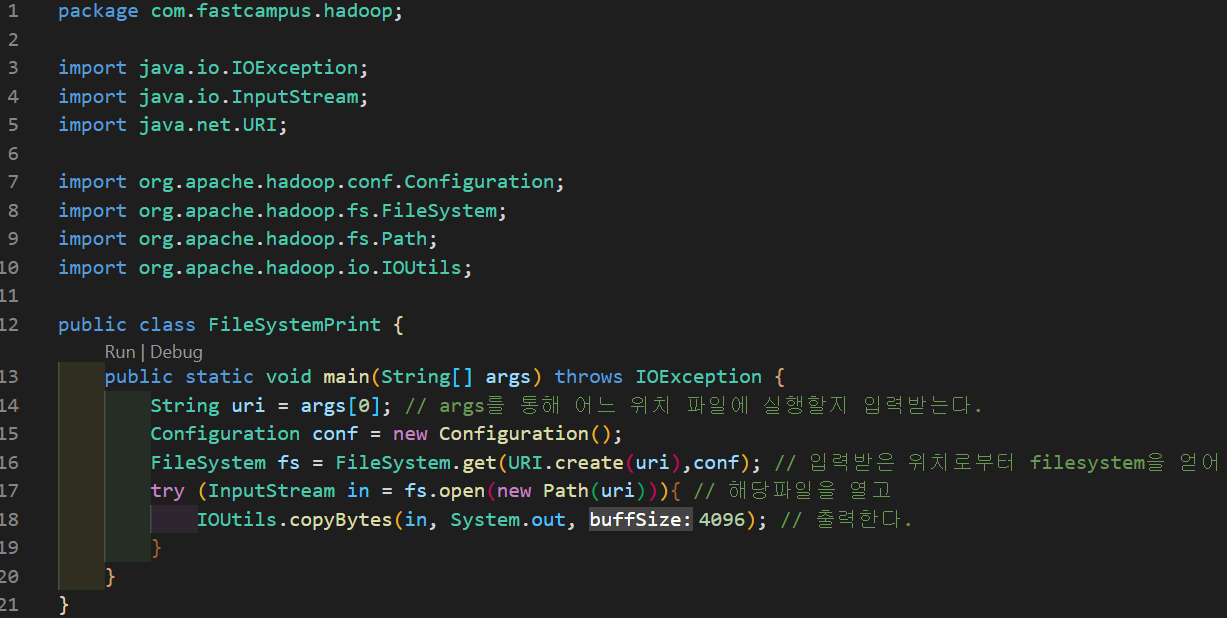 1 package com.fastcampus.hadoop;
2
3 import java.io.IOException;
4 import java.io.InputStream;
5 import java.net.URI;
6
7 import org.apache.hadoop.conf.Configuration;
8 import org.apache.hadoop.fs.FileSystem;
9 import org.apache.hadoop.fs.Path;
10 import org.apache.hadoop.io.IOUtils;
11
12 public class FileSystemPrint {
Run | Debug
13 public static void main(String[] args) throws IOException {
14 String uri = args[0]; // args를 통해 어느 위치 파일에 실행할지 입력받는다.
15 Configuration conf = new Configuration();
16 FileSystem fs = FileSystem.get(URI.create(uri),conf); // 입력받은 위치로부터 filesystem을 얻어
17 try (InputStream in = fs.open(new Path(uri))){ // 해당파일을 열고
18 IOUtils.copyBytes(in, System.out, buffSize: 4096); // 출력한다.
19 }
20 }
21 }